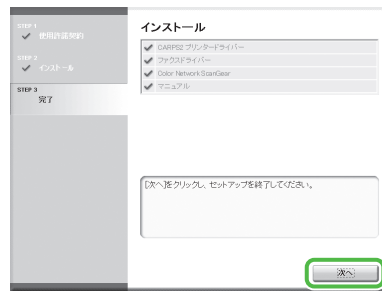 STEP 1
使用許諾契約
STEP 2
インストール
STEP 3
完了
インストール
CARPS2 プリンタードライバー
ファクスドライバー
Color Network ScanGear
マニュアル
[次へ]をクリックし、セットアップを終了してください。
次へ